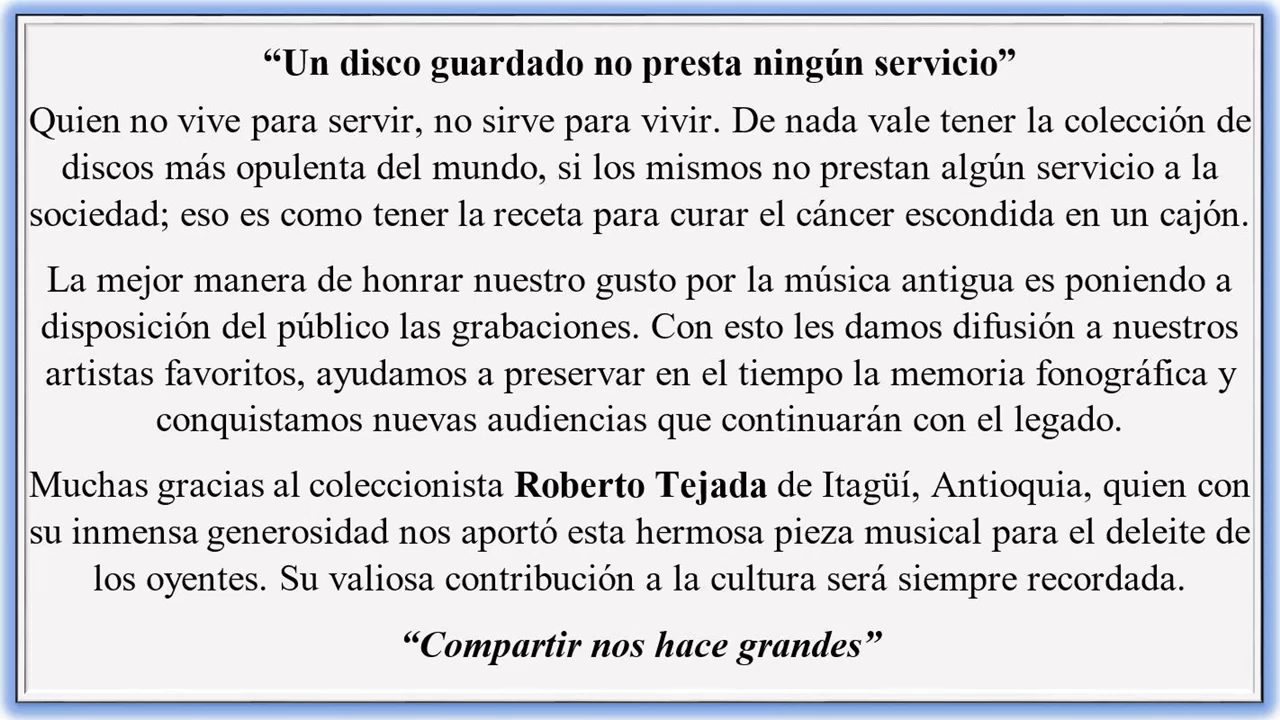 “Un disco guardado no presta ningún servicio”
Quien no vive para servir, no sirve para vivir. De nada vale tener la colección de
discos más opulenta del mundo, si los mismos no prestan algún servicio a la
sociedad; eso es como tener la receta para curar el cáncer escondida en un cajón.
La mejor manera de honrar nuestro gusto por la música antigua es poniendo a
disposición del público las grabaciones. Con esto les damos difusión a nuestros
artistas favoritos, ayudamos a preservar en el tiempo la memoria fonográfica y
conquistamos nuevas audiencias que continuarán con el legado.
Muchas gracias al coleccionista Roberto Tejada de Itagüí, Antioquia, quien con
su inmensa generosidad nos aportó esta hermosa pieza musical para el deleite de
los oyentes. Su valiosa contribución a la cultura será siempre recordada.
“Compartir nos hace grandes”